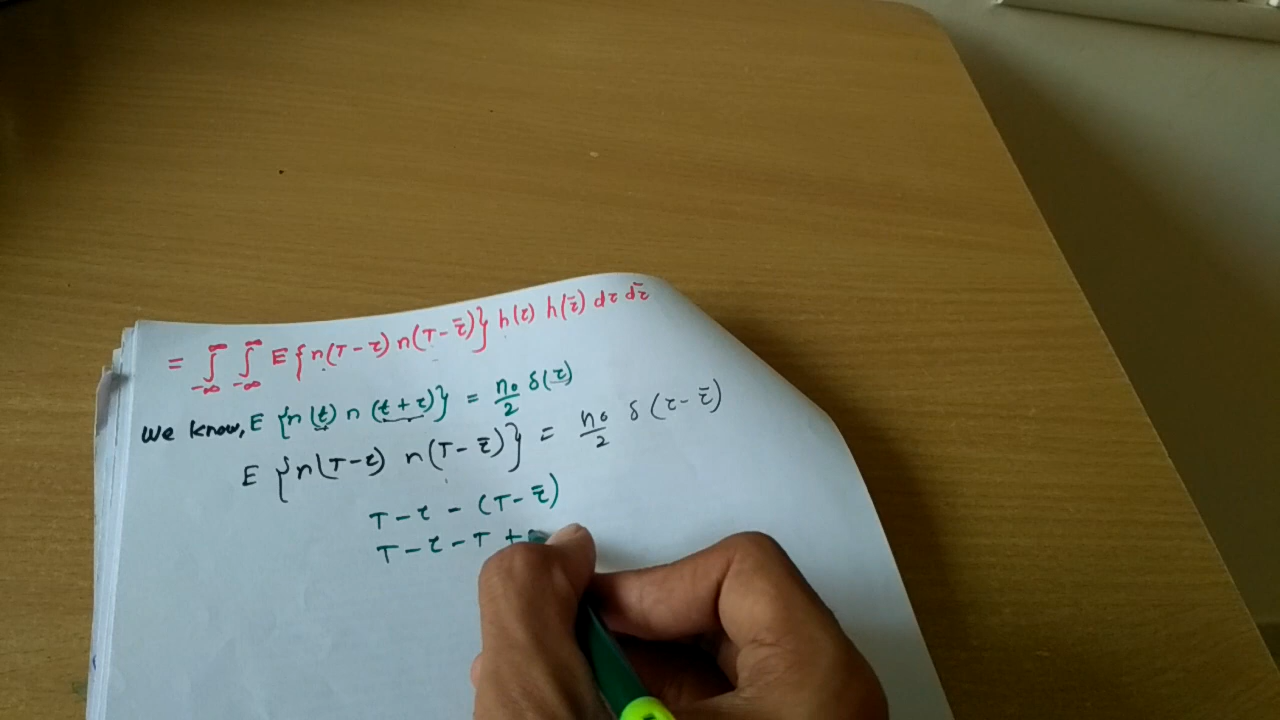 = ∫_{-∞}^{∞} ∫_{-∞}^{∞} E{n(T-τ) n(T-τ̄)} h(τ) h(τ̄) dτ dτ̄
We know, E {n(t) n (t+τ)} = n₀/2 δ(τ)
E {n(T-τ) n(T-τ̄)} = n₀/2 δ (τ-τ̄)
T-τ - (T-τ̄)
T-τ-T +